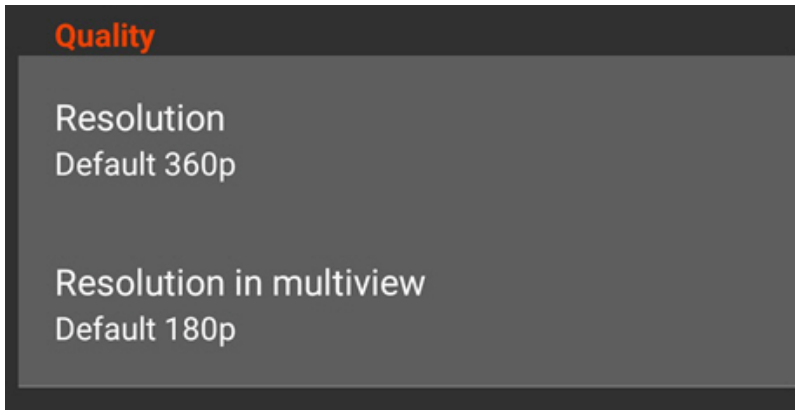 Quality
Resolution
Default 360p
Resolution in multiview
Default 180p